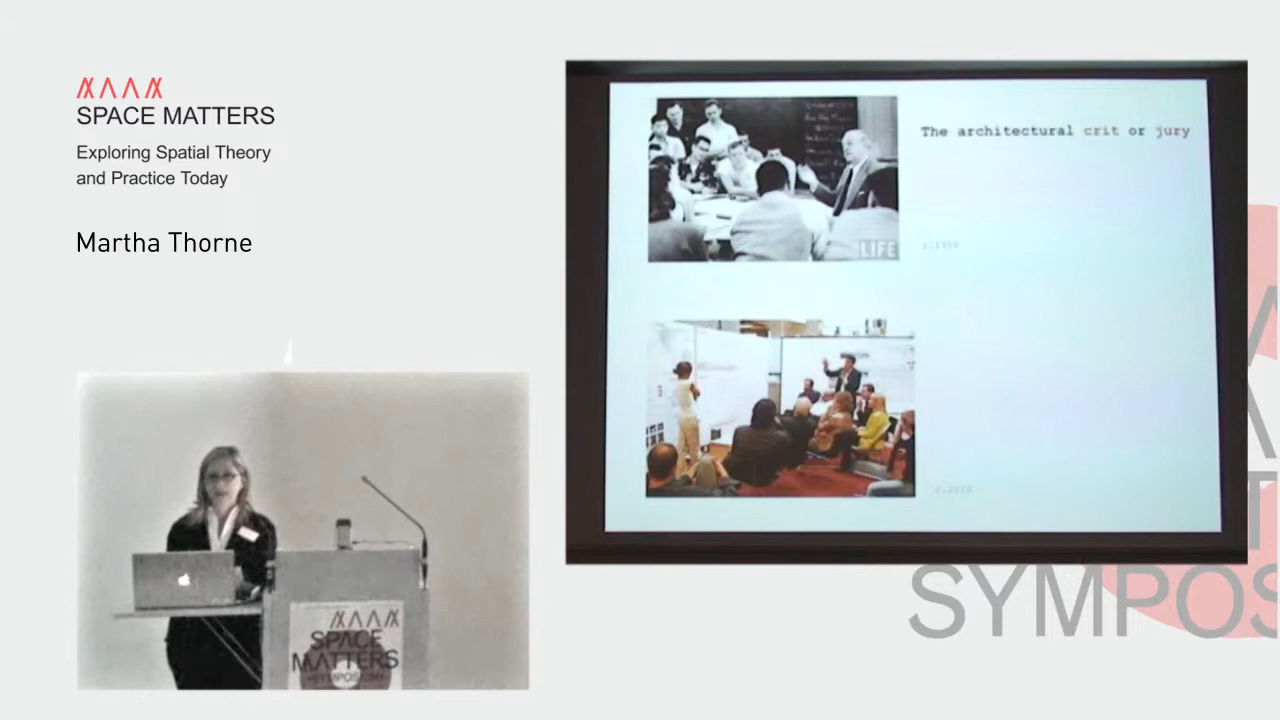 SPACE MATTERS
Exploring Spatial Theory
and Practice Today
Martha Thorne
The architectural crit or jury
LIFE
SPACE
MATTERS
SYMPOSIUM
SYMPOS